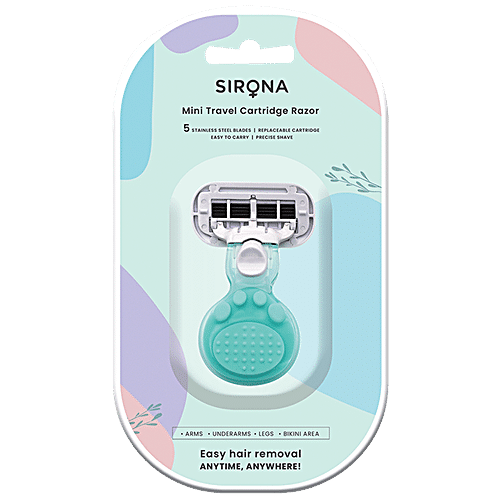 SIRONA
Mini Travel Cartridge Razor
5 STAINLESS STEEL BLADES | REPLACEABLE CARTRIDGE
EASY TO CARRY | PRECISE SHAVE
• ARMS • UNDERARMS • LEGS • BIKINI AREA
Easy hair removal
ANYTIME, ANYWHERE!